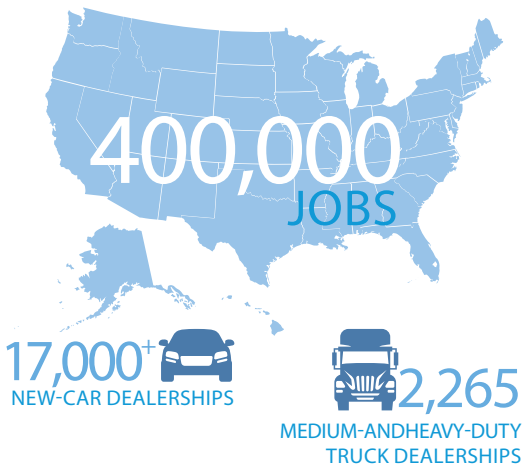 400,000
JOBS
17,000+
NEW-CAR DEALERSHIPS
2,265
MEDIUM-ANDHEAVY-DUTY
TRUCK DEALERSHIPS